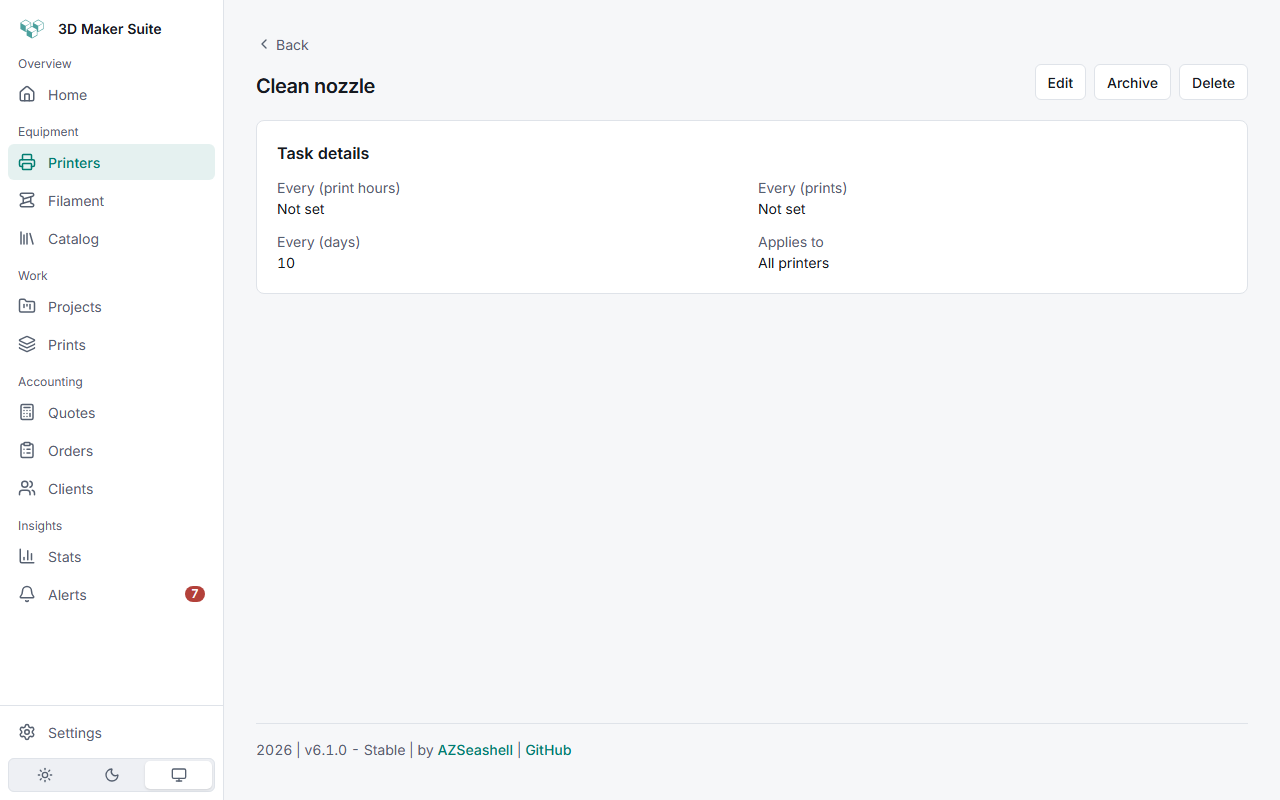 3D Maker Suite
Overview
Home
Equipment
Printers
Filament
Catalog
Work
Projects
Prints
Accounting
Quotes
Orders
Clients
Insights
Stats
Alerts 7
Settings
Back
Clean nozzle
Edit Archive Delete
Task details
Every (print hours)
Not set
Every (prints)
Not set
Every (days)
10
Applies to
All printers
2026 | v6.1.0 - Stable | by AZSeashell | GitHub